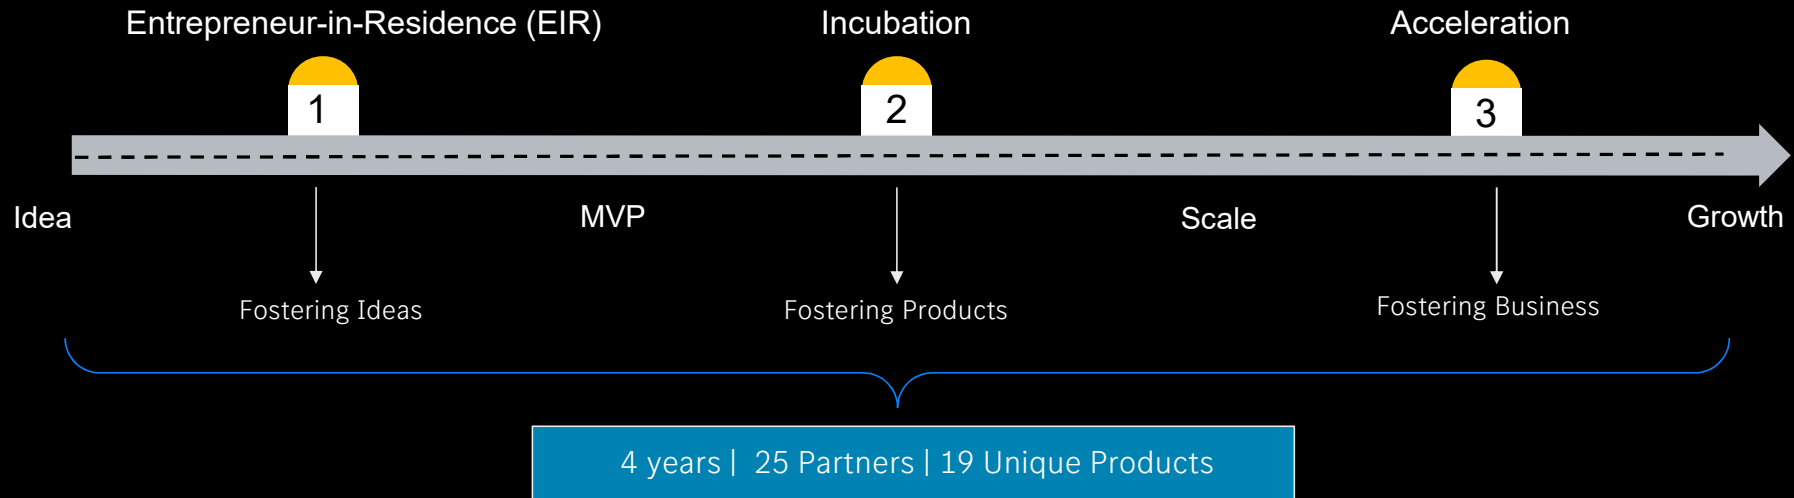 Entrepreneur-in-Residence (EIR)
Incubation
Acceleration
1
2
3
Idea
MVP
Scale
Growth
Fostering Ideas
Fostering Products
Fostering Business
4 years | 25 Partners | 19 Unique Products